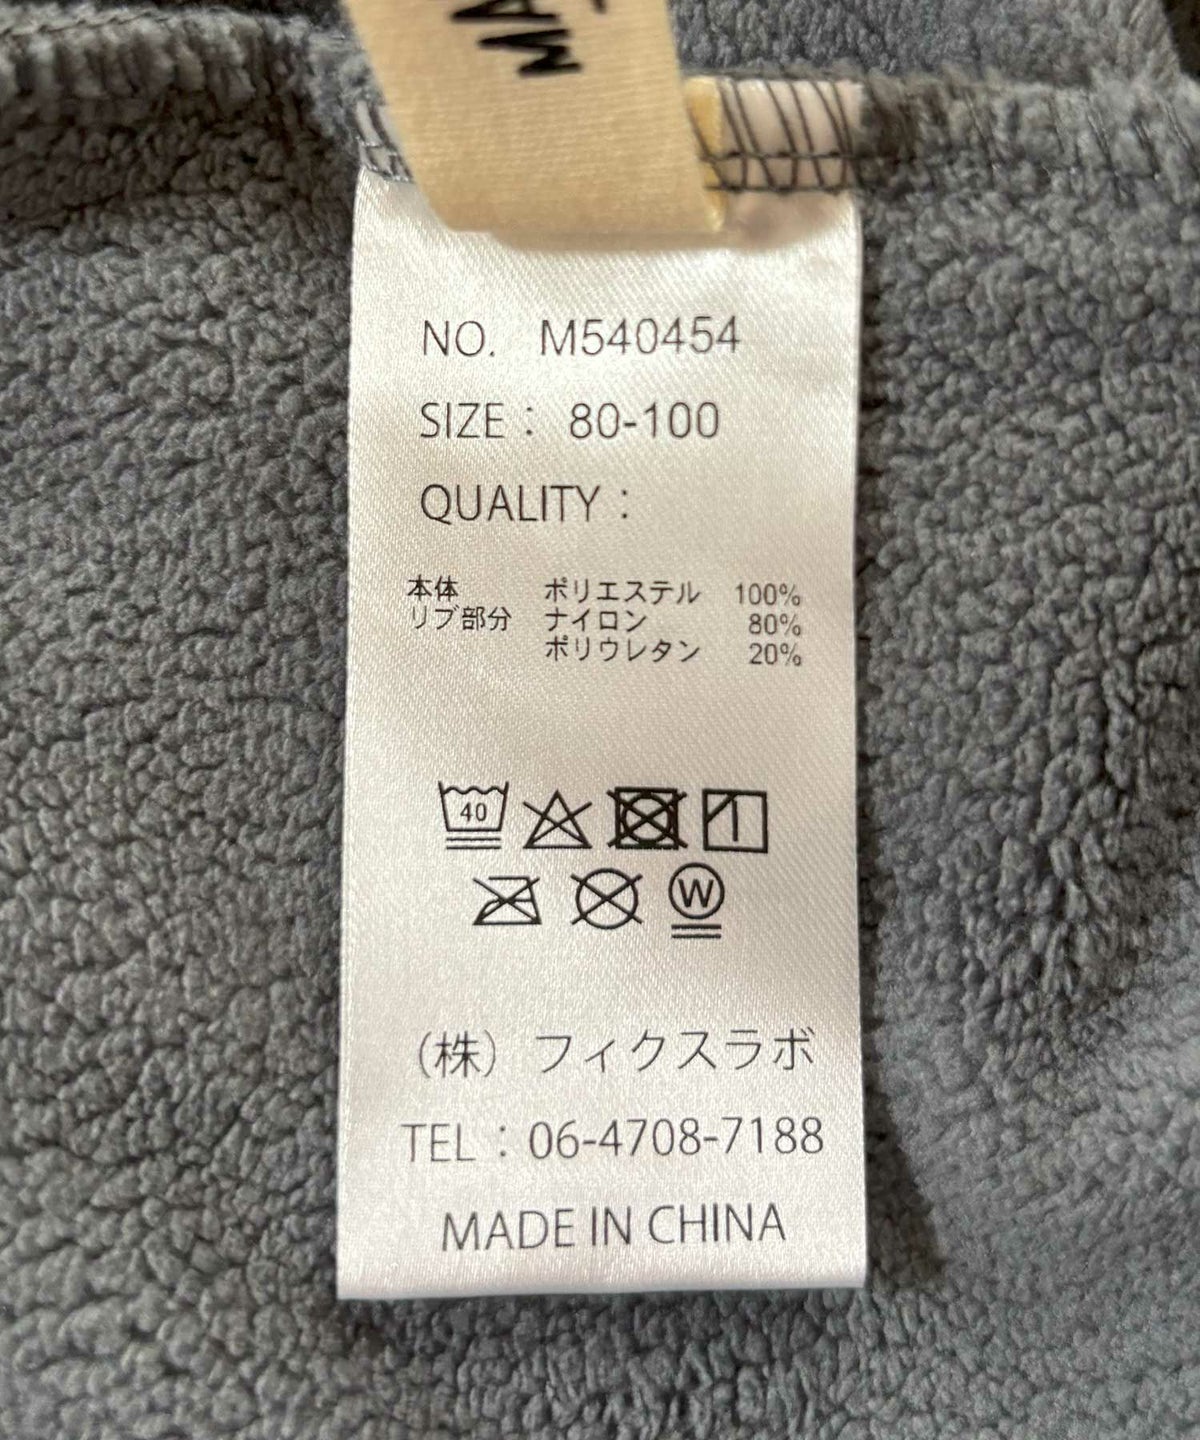 MA
NO. M540454
SIZE： 80-100
QUALITY：
本体 ポリエステル 100%
リブ部分 ナイロン 80%
ポリウレタン 20%
40
W
（株）フィクスラボ
TEL：06-4708-7188
MADE IN CHINA